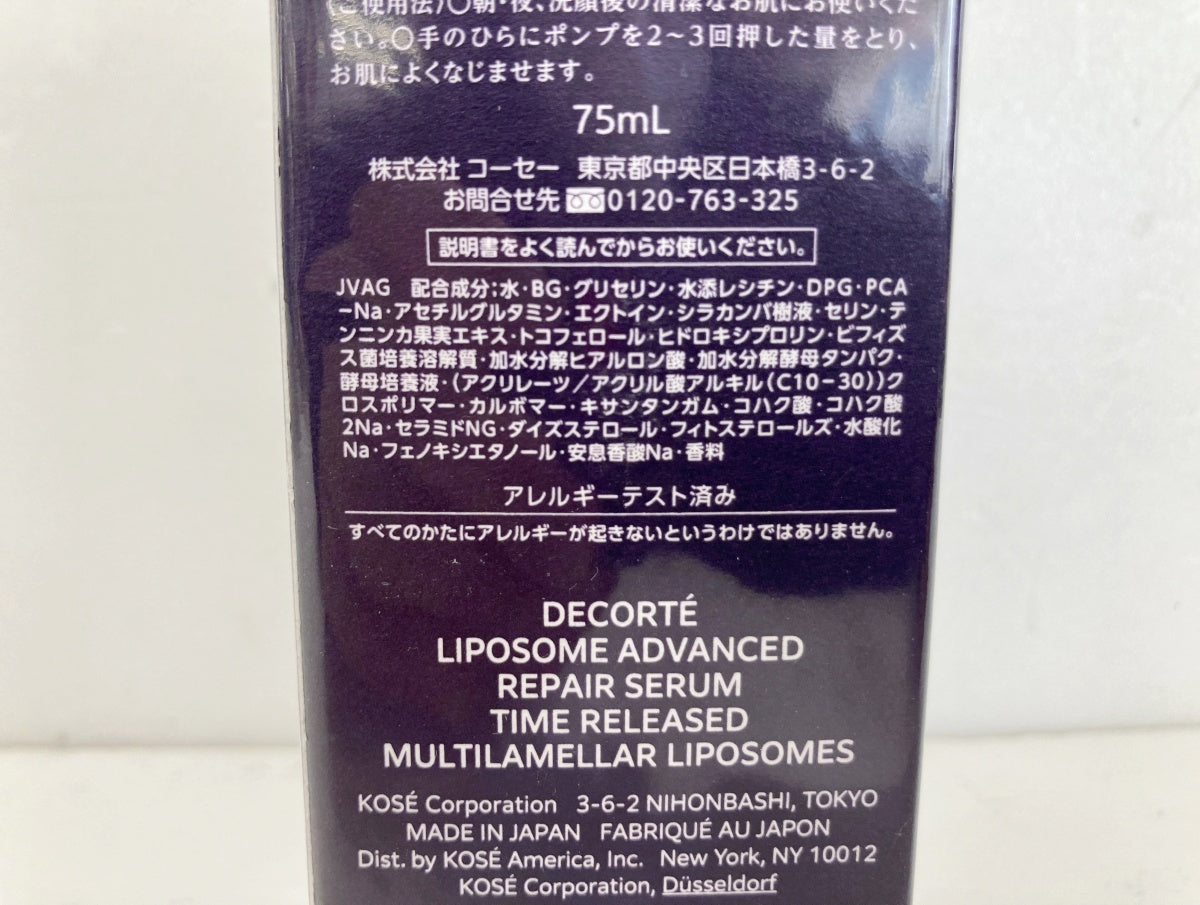 (ご使用法)○朝・夜、洗顔後の清潔なお肌にお使いくだ
さい。○手のひらにポンプを2～3回押した量をとり、
お肌によくなじませます。
75mL
株式会社 コーセー 東京都中央区日本橋3-6-2
お問合せ先 0120-763-325
説明書をよく読んでからお使いください。
JVAG 配合成分:水・BG・グリセリン・水添レシチン・DPG・PCA
-Na・アセチルグルタミン・エクトイン・シラカンバ樹液・セリン・テ
ンニンカ果実エキス・トコフェロール・ヒドロキシプロリン・ビフィズ
ス菌培養溶解質・加水分解ヒアルロン酸・加水分解酵母タンパク・
酵母培養液・(アクリレーツ/アクリル酸アルキル(C10-30))ク
ロスポリマー・カルボマー・キサンタンガム・コハク酸・コハク酸
2Na・セラミドNG・ダイズステロール・フィトステロールズ・水酸化
Na・フェノキシエタノール・安息香酸Na・香料
アレルギーテスト済み
すべてのかたにアレルギーが起きないというわけではありません。
DECORTÉ
LIPOSOME ADVANCED
REPAIR SERUM
TIME RELEASED
MULTILAMELLAR LIPOSOMES
KOSÉ Corporation 3-6-2 NIHONBASHI, TOKYO
MADE IN JAPAN FABRIQUÉ AU JAPON
Dist. by KOSÉ America, Inc. New York, NY 10012
KOSÉ Corporation, Düsseldorf